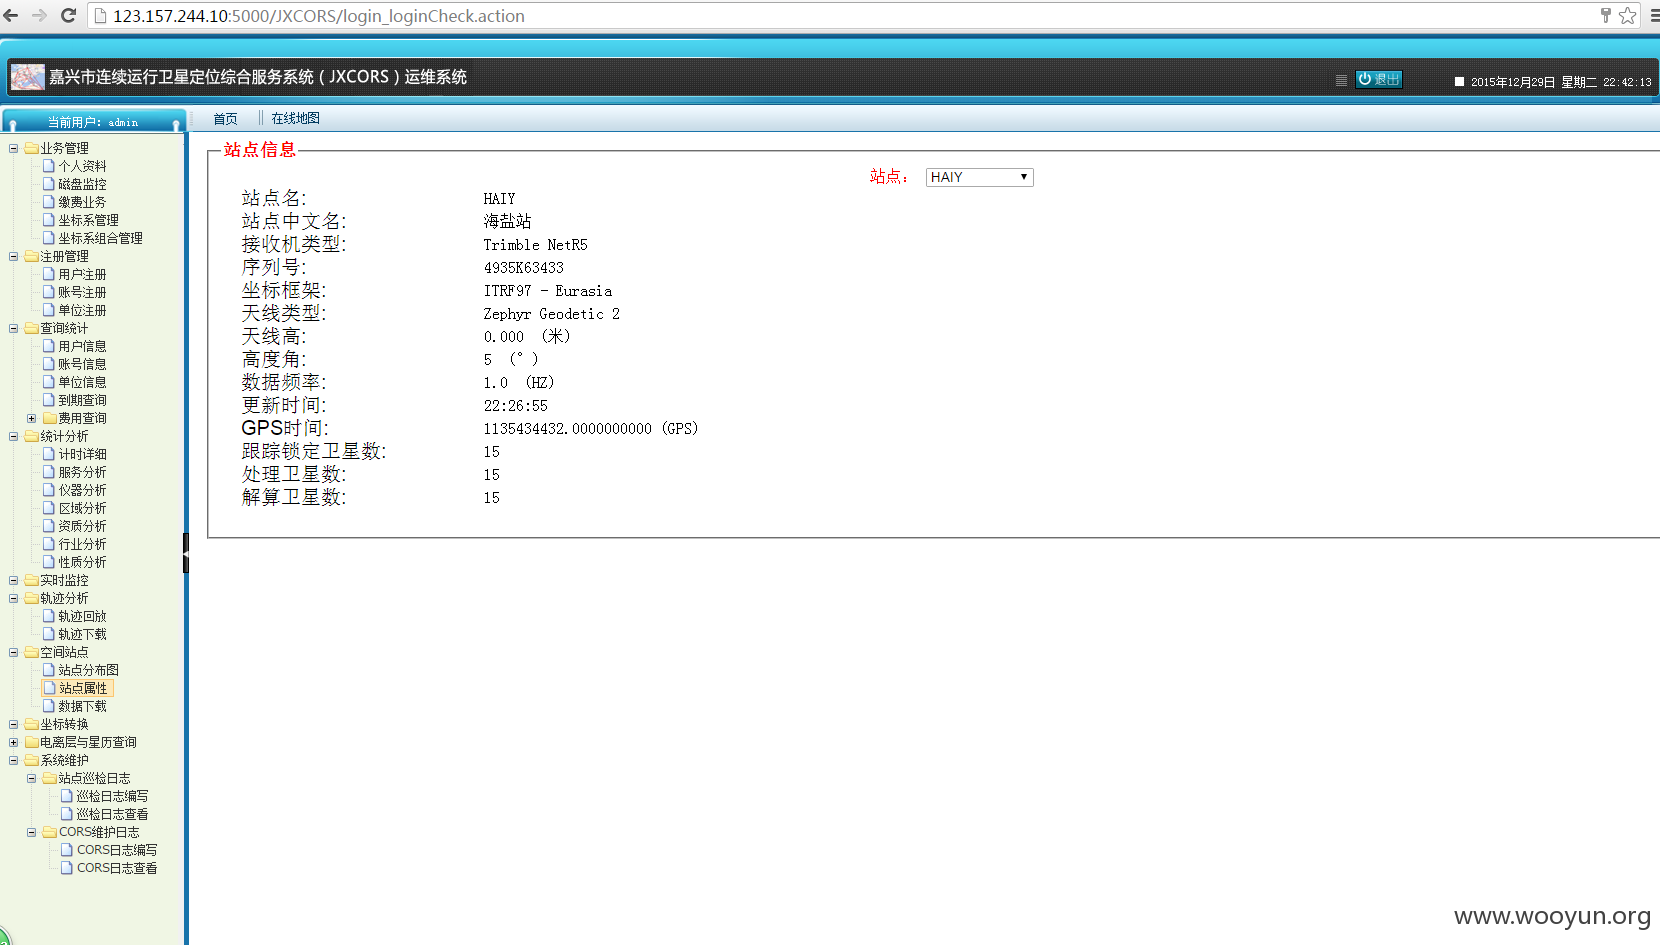 123.157.244.10:5000/JXCORS/login_loginCheck.action
嘉兴市连续运行卫星定位综合服务系统（JXCORS）运维系统
退出
2015年12月29日 星期二 22:42:13
当前用户: admin
首页
在线地图
业务管理
个人资料
磁盘监控
缴费业务
坐标系管理
坐标系组合管理
注册管理
用户注册
账号注册
单位注册
查询统计
用户信息
账号信息
单位信息
到期查询
费用查询
统计分析
计时详细
服务分析
仪器分析
区域分析
资质分析
行业分析
性质分析
实时监控
轨迹分析
轨迹回放
轨迹下载
空间站点
站点分布图
站点属性
数据下载
坐标转换
电离层与星历查询
系统维护
站点巡检日志
巡检日志编写
巡检日志查看
CORS维护日志
CORS日志编写
CORS日志查看
站点信息
站点： HAIY
站点名: HAIY
站点中文名: 海盐站
接收机类型: Trimble NetR5
序列号: 4935K63433
坐标框架: ITRF97 - Eurasia
天线类型: Zephyr Geodetic 2
天线高: 0.000 （米）
高度角: 5 （°）
数据频率: 1.0 （HZ）
更新时间: 22:26:55
GPS时间: 1135434432.0000000000 (GPS)
跟踪锁定卫星数: 15
处理卫星数: 15
解算卫星数: 15
www.wooyun.org